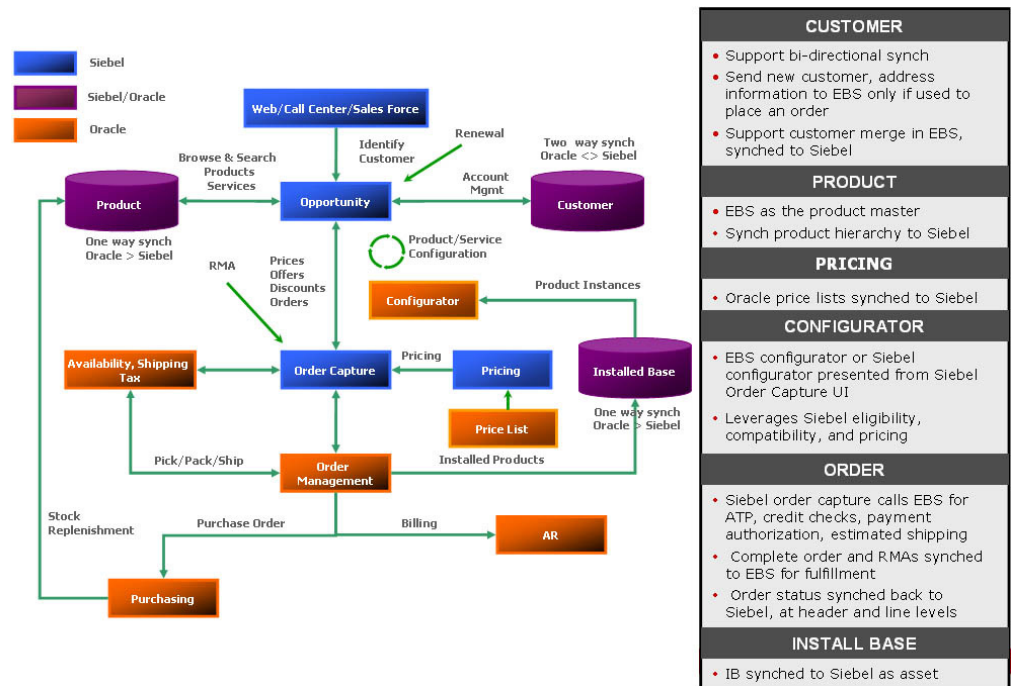 Siebel
Siebel/Oracle
Oracle
Web/Call Center/Sales Force
Identify
Customer
Renewal
Two way synch
Oracle <> Siebel
Browse & Search
Products
Services
Account
Mgmt
Product
Opportunity
Customer
One way synch
Oracle > Siebel
Product/Service
Configuration
RMA
Prices
Offers
Discounts
Orders
Product Instances
Configurator
Availability, Shipping
Tax
Order Capture
Pricing
Pricing
Installed Base
Price List
One way synch
Oracle > Siebel
Pick/Pack/Ship
Order
Management
Installed Products
Stock
Replenishment
Purchase Order
Billing
AR
Purchasing
CUSTOMER
• Support bi-directional synch
• Send new customer, address
information to EBS only if used to
place an order
• Support customer merge in EBS,
synched to Siebel
PRODUCT
• EBS as the product master
• Synch product hierarchy to Siebel
PRICING
• Oracle price lists synched to Siebel
CONFIGURATOR
• EBS configurator or Siebel
configurator presented from Siebel
Order Capture UI
• Leverages Siebel eligibility,
compatibility, and pricing
ORDER
• Siebel order capture calls EBS for
ATP, credit checks, payment
authorization, estimated shipping
• Complete order and RMAs synched
to EBS for fulfillment
• Order status synched back to
Siebel, at header and line levels
INSTALL BASE
• IB synched to Siebel as asset